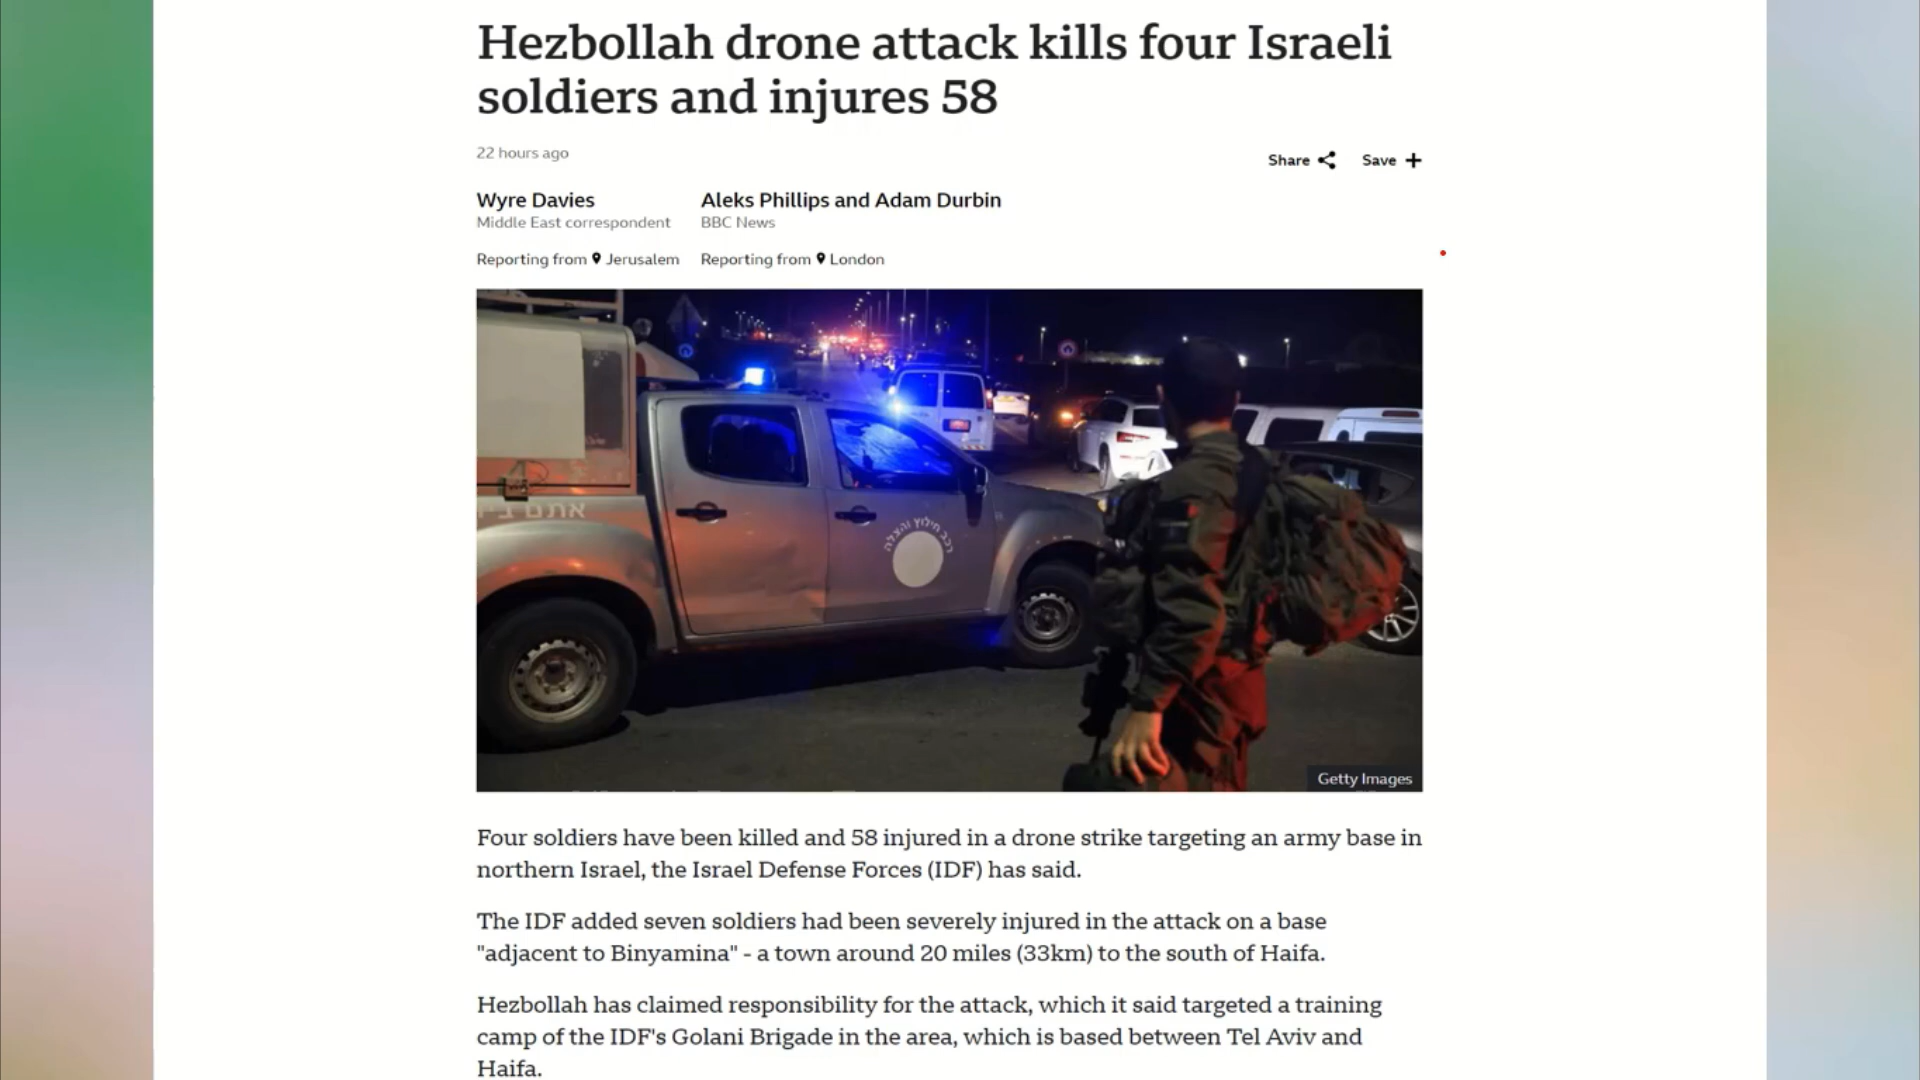 Hezbollah drone attack kills four Israeli
soldiers and injures 58
22 hours ago
Share
Save
Wyre Davies
Middle East correspondent
Reporting from Jerusalem
Aleks Phillips and Adam Durbin
BBC News
Reporting from London
רכב חילוץ והצלה
Getty Images
Four soldiers have been killed and 58 injured in a drone strike targeting an army base in
northern Israel, the Israel Defense Forces (IDF) has said.
The IDF added seven soldiers had been severely injured in the attack on a base
"adjacent to Binyamina" - a town around 20 miles (33km) to the south of Haifa.
Hezbollah has claimed responsibility for the attack, which it said targeted a training
camp of the IDF's Golani Brigade in the area, which is based between Tel Aviv and
Haifa.